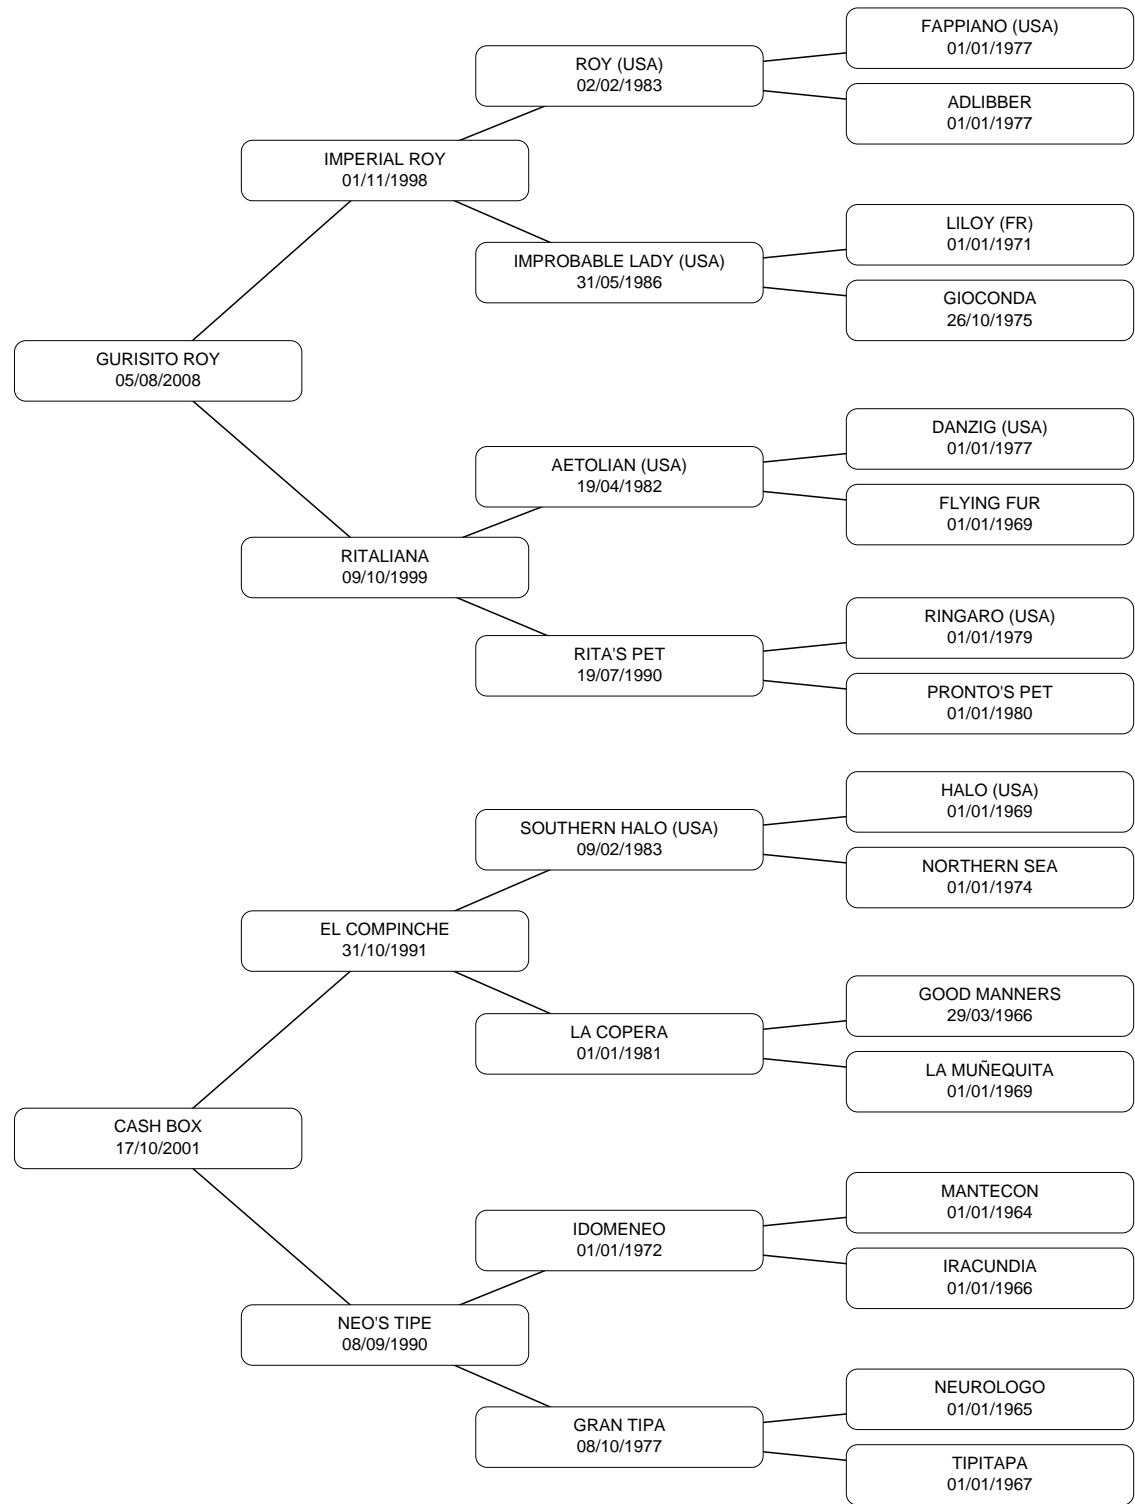 FAPPIANO (USA)
01/01/1977
ROY (USA)
02/02/1983
ADLIBBER
01/01/1977
IMPERIAL ROY
01/11/1998
LILOY (FR)
01/01/1971
IMPROBABLE LADY (USA)
31/05/1986
GIOCONDA
26/10/1975
GURISITO ROY
05/08/2008
DANZIG (USA)
01/01/1977
AETOLIAN (USA)
19/04/1982
FLYING FUR
01/01/1969
RITALIANA
09/10/1999
RINGARO (USA)
01/01/1979
RITA'S PET
19/07/1990
PRONTO'S PET
01/01/1980
HALO (USA)
01/01/1969
SOUTHERN HALO (USA)
09/02/1983
NORTHERN SEA
01/01/1974
EL COMPINCHE
31/10/1991
GOOD MANNERS
29/03/1966
LA COPERA
01/01/1981
LA MUÑEQUITA
01/01/1969
CASH BOX
17/10/2001
MANTECON
01/01/1964
IDOMENEO
01/01/1972
IRACUNDIA
01/01/1966
NEO'S TIPE
08/09/1990
NEUROLOGO
01/01/1965
GRAN TIPA
08/10/1977
TIPITAPA
01/01/1967